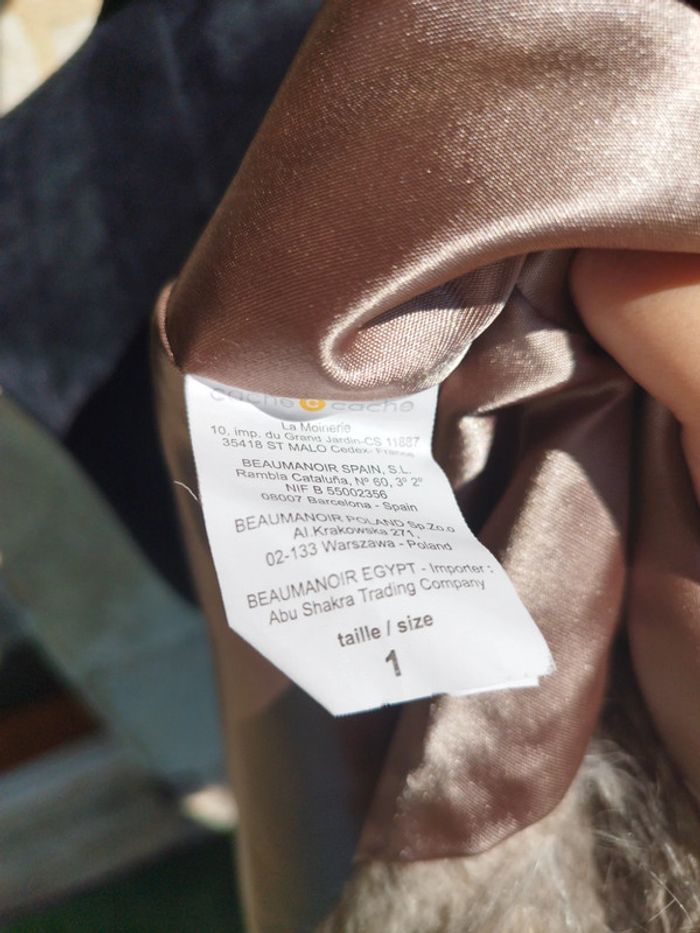 cache cache
La Moinerie
10, imp. du Grand Jardin-CS 11887
35418 ST MALO Cedex- France
BEAUMANOIR SPAIN, S.L.
Rambla Cataluña, Nº 60, 3º 2º
NIF B 55002356
08007 Barcelona - Spain
BEAUMANOIR POLAND Sp.Zo.o
Al.Krakowska 271.
02-133 Warszawa - Poland
BEAUMANOIR EGYPT - Importer :
Abu Shakra Trading Company
taille / size
1